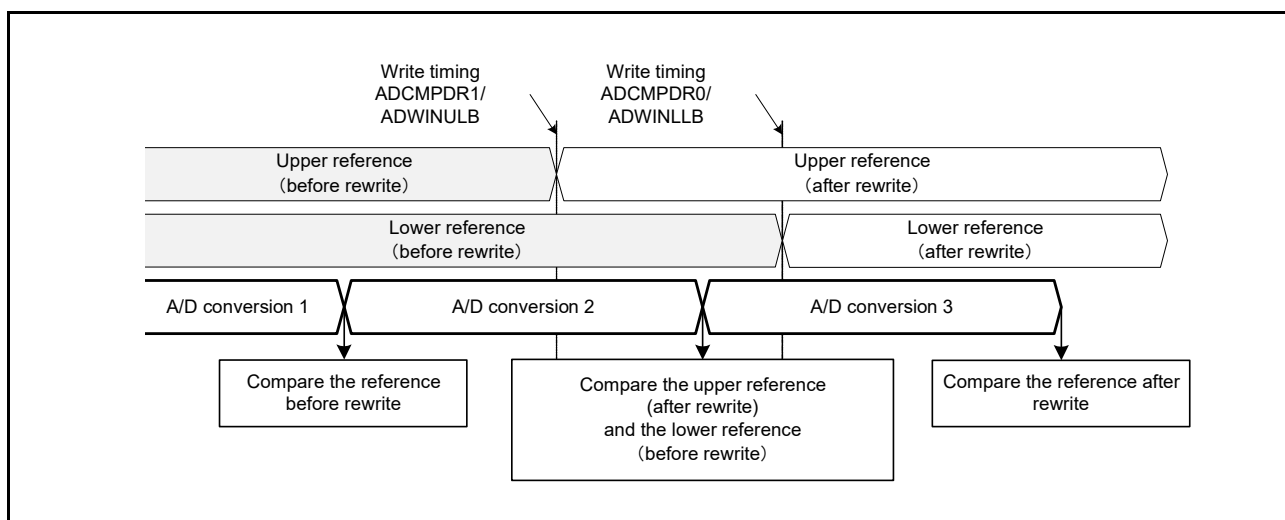 Write timing
ADCMPDR1/
ADWINULB
Write timing
ADCMPDR0/
ADWINLLB
Upper reference
(before rewrite）
Upper reference
（after rewrite）
Lower reference
（before rewrite）
Lower reference
（after rewrite）
A/D conversion 1
A/D conversion 2
A/D conversion 3
Compare the reference
before rewrite
Compare the upper reference
(after rewrite)
and the lower reference
（before rewrite）
Compare the reference after
rewrite